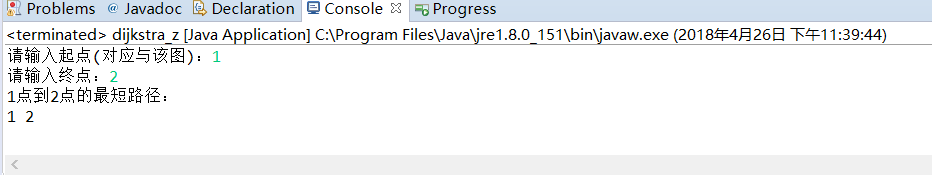 Problems @ Javadoc Declaration Console Progress
<terminated> dijkstra_z [Java Application] C:\Program Files\Java\jre1.8.0_151\bin\javaw.exe (2018年4月26日 下午11:39:44)
请输入起点(对应与该图): 1
请输入终点: 2
1点到2点的最短路径:
1 2